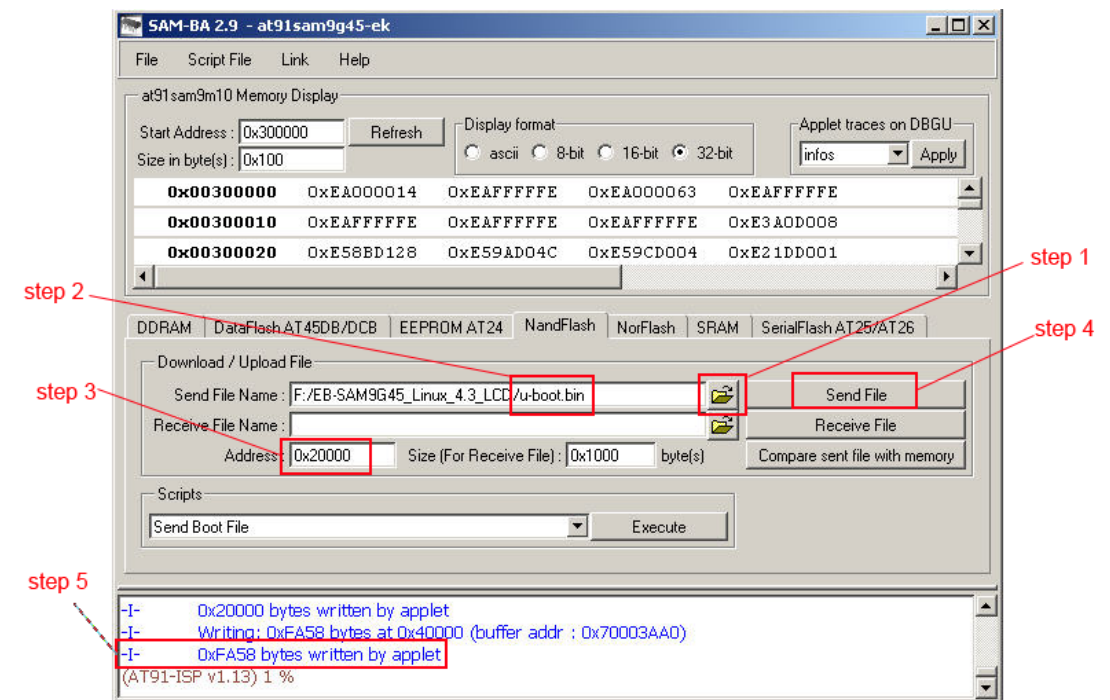 SAM-BA 2.9 - at91sam9g45-ek
File Script File Link Help
at91sam9m10 Memory Display
Start Address : 0x300000 Refresh
Size in byte(s) : 0x100
Display format
ascii 8-bit 16-bit 32-bit
Applet traces on DBGU
infos Apply
0x00300000 0xEA000014 0xEAFFFFFE 0xEA000063 0xEAFFFFFE
0x00300010 0xEAFFFFFE 0xEAFFFFFE 0xEAFFFFFE 0xE3A0D008
0x00300020 0xE58BD128 0xE59AD04C 0xE59CD004 0xE21DD001
step 1
step 2
DDRAM DataFlash AT45DB/DCB EEPROM AT24 NandFlash NorFlash SRAM SerialFlash AT25/AT26
step 4
Download / Upload File
step 3
Send File Name : F:/EB-SAM9G45_Linux_4.3_LCD/u-boot.bin Send File
Receive File Name : Receive File
Address : 0x20000 Size (For Receive File) : 0x1000 byte(s) Compare sent file with memory
Scripts
Send Boot File Execute
step 5
-I- 0x20000 bytes written by applet
-I- Writing: 0xFA58 bytes at 0x40000 (buffer addr : 0x70003AA0)
-I- 0xFA58 bytes written by applet
(AT91-ISP v1.13) 1 %